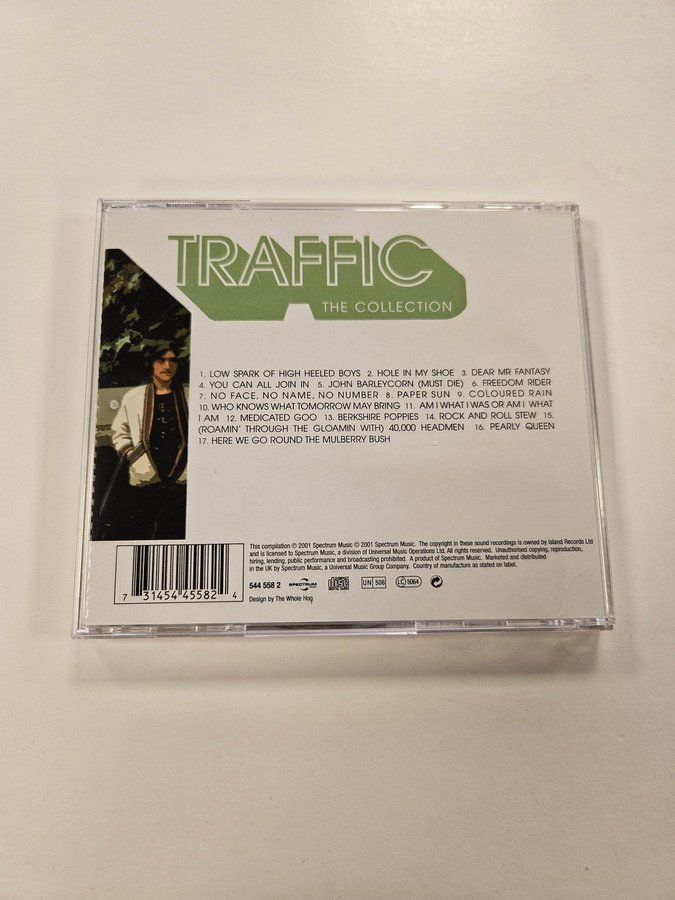 TRAFFIC
THE COLLECTION
1. LOW SPARK OF HIGH HEELED BOYS 2. HOLE IN MY SHOE 3. DEAR MR FANTASY
4. YOU CAN ALL JOIN IN 5. JOHN BARLEYCORN (MUST DIE) 6. FREEDOM RIDER
7. NO FACE, NO NAME, NO NUMBER 8. PAPER SUN 9. COLOURED RAIN
10. WHO KNOWS WHAT TOMORROW MAY BRING 11. AM I WHAT I WAS OR AM I WHAT
I AM 12. MEDICATED GOO 13. BERKSHIRE POPPIES 14. ROCK AND ROLL STEW 15.
(ROAMIN' THROUGH THE GLOAMIN WITH) 40,000 HEADMEN 16. PEARLY QUEEN
17. HERE WE GO ROUND THE MULBERRY BUSH
This compilation ℗ 2001 Spectrum Music © 2001 Spectrum Music. The copyright in these sound recordings is owned by Island Records Ltd
and is licensed to Spectrum Music, a division of Universal Music Operations Ltd. All rights reserved. Unauthorised copying, reproduction,
hiring, lending, public performance and broadcasting prohibited. A product of Spectrum Music. Marketed and distributed
in the UK by Spectrum Music, a Universal Music Group Company. Country of manufacture as stated on label.
544 558 2 SPECTRUM COMPACT disc DIGITAL AUDIO UN 506 LC 5064
7 31454 45582 4
Design by The Whole Hog